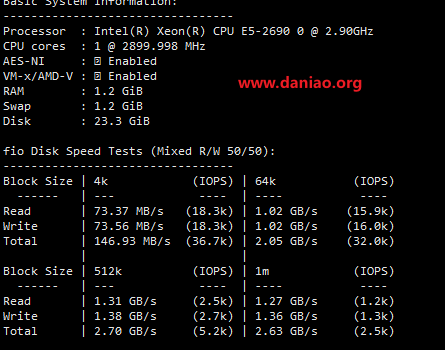 Basic System Information:
---------------------------------
Processor  : Intel(R) Xeon(R) CPU E5-2690 0 @ 2.90GHz
CPU cores  : 1 @ 2899.998 MHz
AES-NI     : Enabled
VM-x/AMD-V : Enabled
www.daniao.org
RAM        : 1.2 GiB
Swap       : 1.2 GiB
Disk       : 23.3 GiB
fio Disk Speed Tests (Mixed R/W 50/50):
---------------------------------
Block Size | 4k            (IOPS) | 64k           (IOPS)
  ------   | ---            ----  | ----           ----
Read       | 73.37 MB/s   (18.3k) | 1.02 GB/s    (15.9k)
Write      | 73.56 MB/s   (18.3k) | 1.02 GB/s    (16.0k)
Total      | 146.93 MB/s  (36.7k) | 2.05 GB/s    (32.0k)
           |                      |
Block Size | 512k          (IOPS) | 1m            (IOPS)
  ------   | ---            ----  | ----           ----
Read       | 1.31 GB/s     (2.5k) | 1.27 GB/s     (1.2k)
Write      | 1.38 GB/s     (2.7k) | 1.36 GB/s     (1.3k)
Total      | 2.70 GB/s     (5.2k) | 2.63 GB/s     (2.5k)